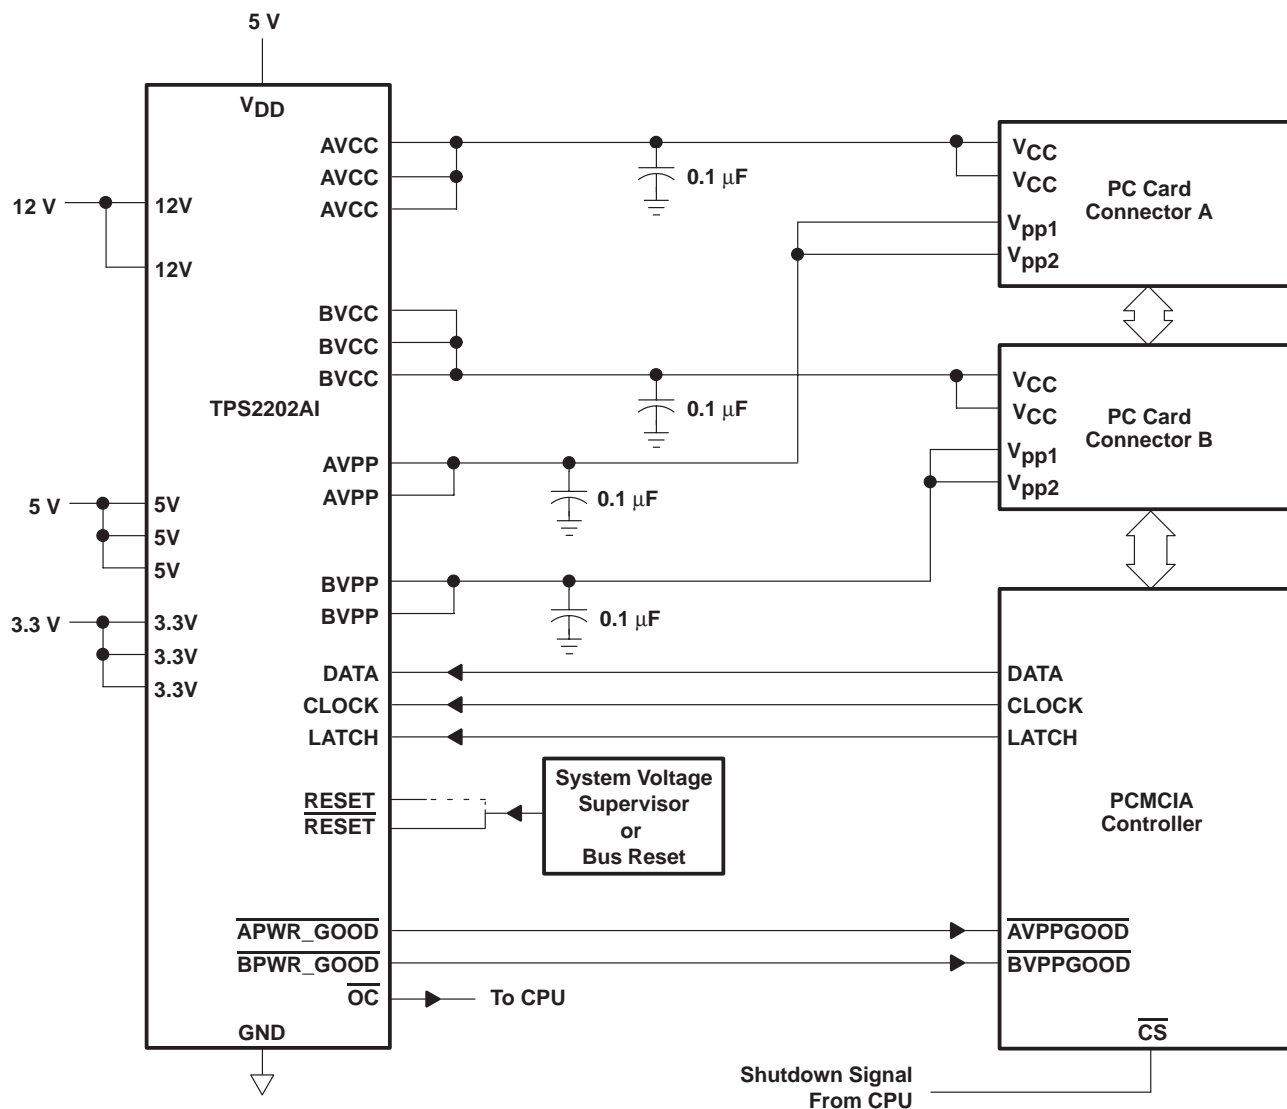 5 V
VDD
AVCC
AVCC
AVCC
12 V
12V
12V
BVCC
BVCC
BVCC
TPS2202AI
AVPP
AVPP
5 V
5V
5V
5V
BVPP
BVPP
3.3 V
3.3V
3.3V
3.3V
DATA
CLOCK
LATCH
RESET
RESET
APWR_GOOD
BPWR_GOOD
OC
To CPU
GND
0.1 μF
0.1 μF
0.1 μF
0.1 μF
System Voltage
Supervisor
or
Bus Reset
VCC
VCC
Vpp1
Vpp2
PC Card
Connector A
VCC
VCC
Vpp1
Vpp2
PC Card
Connector B
DATA
CLOCK
LATCH
PCMCIA
Controller
AVPPGOOD
BVPPGOOD
CS
Shutdown Signal
From CPU